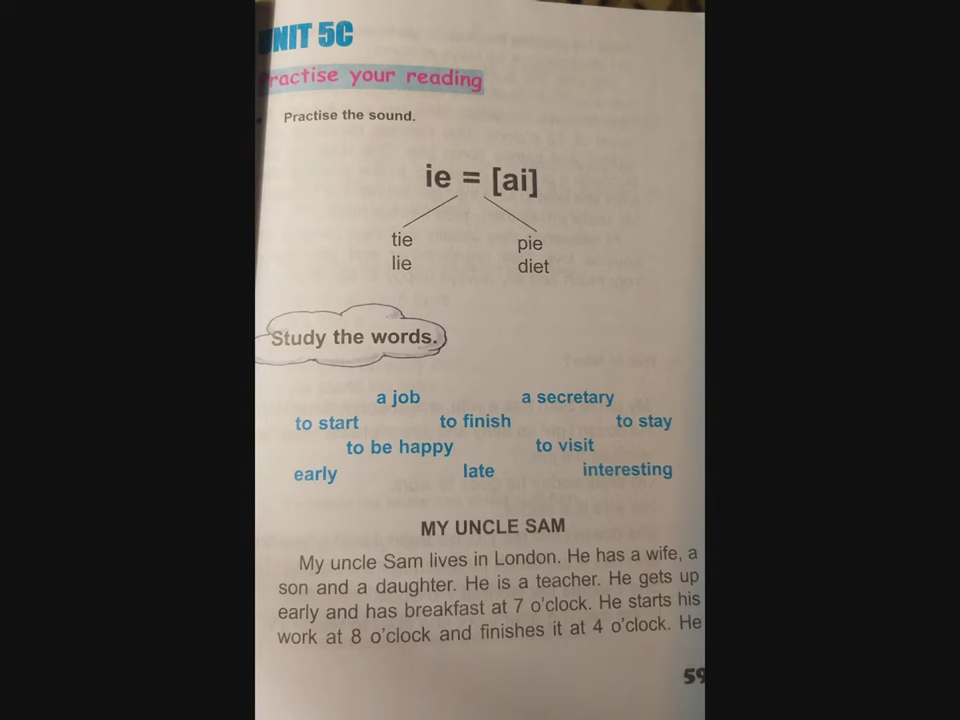 UNIT 5C
Practise your reading
Practise the sound.
ie = [ai]
tie pie
lie diet
Study the words.
a job a secretary
to start to finish to stay
to be happy to visit
early late interesting
MY UNCLE SAM
My uncle Sam lives in London. He has a wife, a
son and a daughter. He is a teacher. He gets up
early and has breakfast at 7 o'clock. He starts his
work at 8 o'clock and finishes it at 4 o'clock. He
59